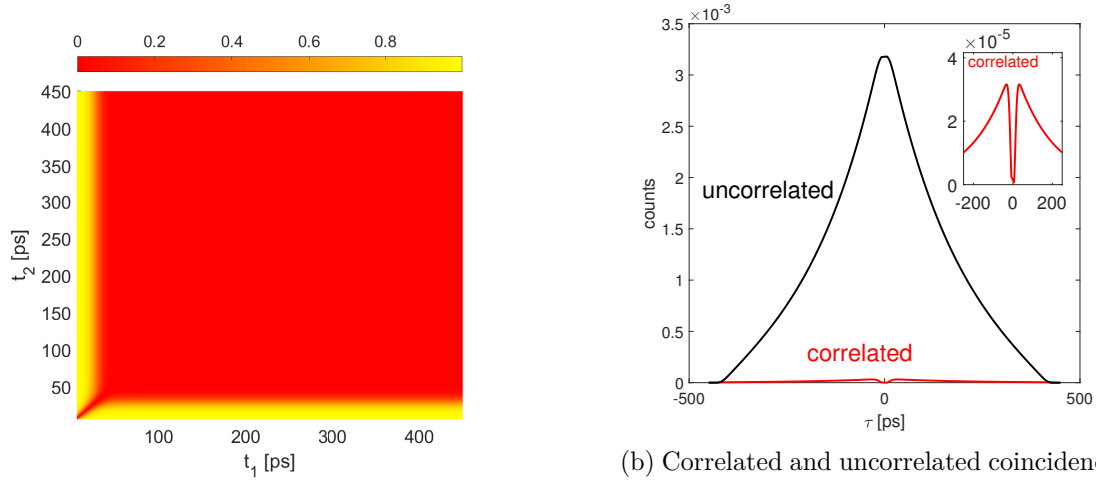 0 0.2 0.4 0.6 0.8
450
400
350
300
250
200
150
100
50
t_2 [ps]
100 200 300 400
t_1 [ps]
×10^-3
3.5
3
2.5
2
1.5
1
0.5
0
counts
uncorrelated
correlated
-500 0 500
τ [ps]
×10^-5
correlated
4
2
0
-200 0 200
(b) Correlated and uncorrelated